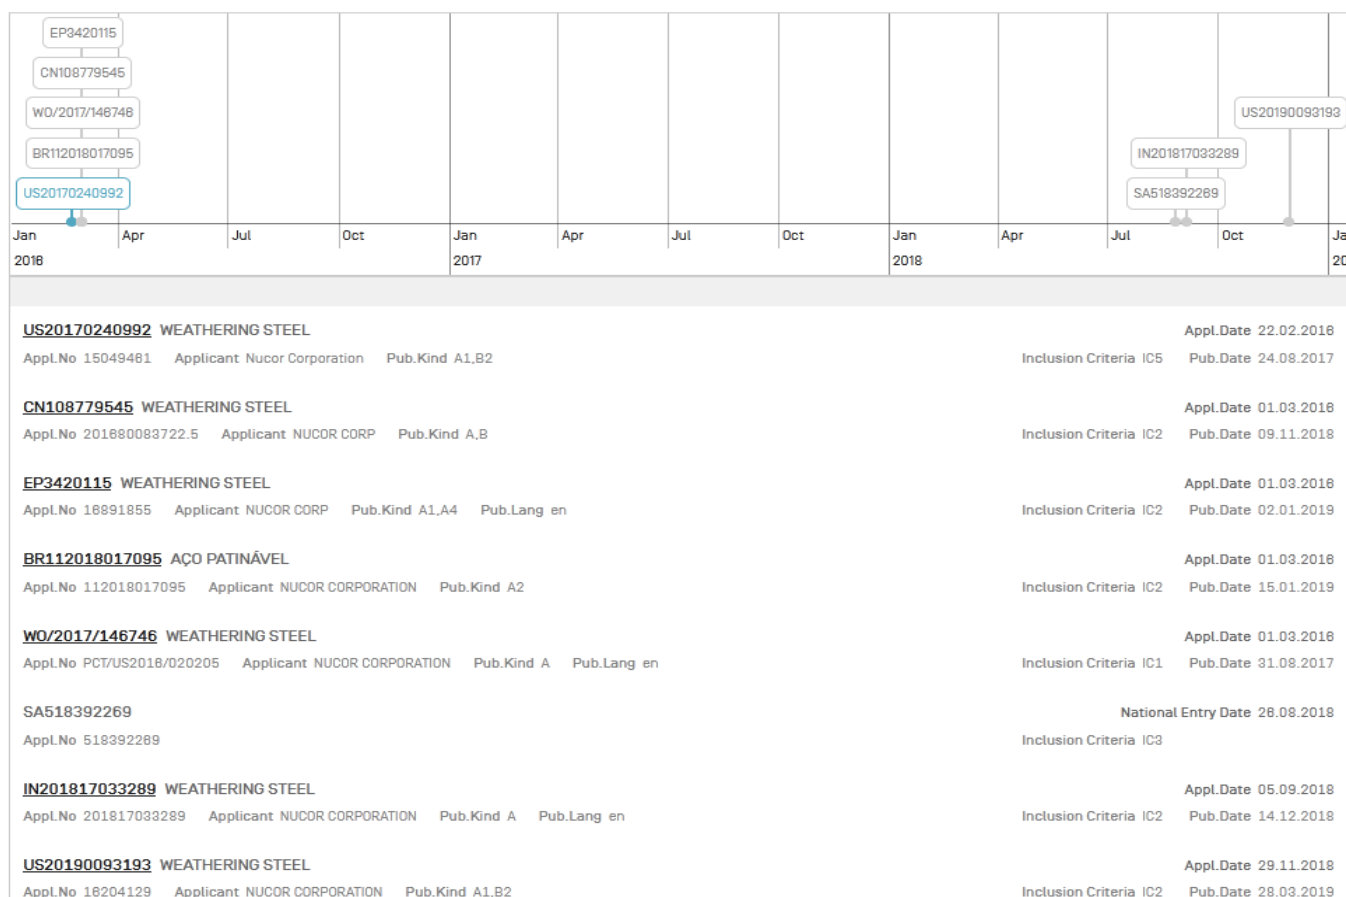 EP3420115
CN108779545
WO/2017/146746
US20190093193
BR112018017095
IN201817033289
US20170240992
SA518392269
Jan Apr Jul Oct Jan Apr Jul Oct Jan Apr Jul Oct Ja
2016 2017 2018 20
US20170240992 WEATHERING STEEL Appl.Date 22.02.2016
Appl.No 15049461 Applicant Nucor Corporation Pub.Kind A1,B2 Inclusion Criteria IC5 Pub.Date 24.08.2017
CN108779545 WEATHERING STEEL Appl.Date 01.03.2016
Appl.No 201680083722.5 Applicant NUCOR CORP Pub.Kind A,B Inclusion Criteria IC2 Pub.Date 09.11.2018
EP3420115 WEATHERING STEEL Appl.Date 01.03.2016
Appl.No 16891855 Applicant NUCOR CORP Pub.Kind A1,A4 Pub.Lang en Inclusion Criteria IC2 Pub.Date 02.01.2019
BR112018017095 AÇO PATINÁVEL Appl.Date 01.03.2016
Appl.No 112018017095 Applicant NUCOR CORPORATION Pub.Kind A2 Inclusion Criteria IC2 Pub.Date 15.01.2019
WO/2017/146746 WEATHERING STEEL Appl.Date 01.03.2016
Appl.No PCT/US2016/020205 Applicant NUCOR CORPORATION Pub.Kind A Pub.Lang en Inclusion Criteria IC1 Pub.Date 31.08.2017
SA518392269 National Entry Date 26.08.2018
Appl.No 518392269 Inclusion Criteria IC3
IN201817033289 WEATHERING STEEL Appl.Date 05.09.2018
Appl.No 201817033289 Applicant NUCOR CORPORATION Pub.Kind A Pub.Lang en Inclusion Criteria IC2 Pub.Date 14.12.2018
US20190093193 WEATHERING STEEL Appl.Date 29.11.2018
Appl.No 16204129 Applicant NUCOR CORPORATION Pub.Kind A1,B2 Inclusion Criteria IC2 Pub.Date 28.03.2019